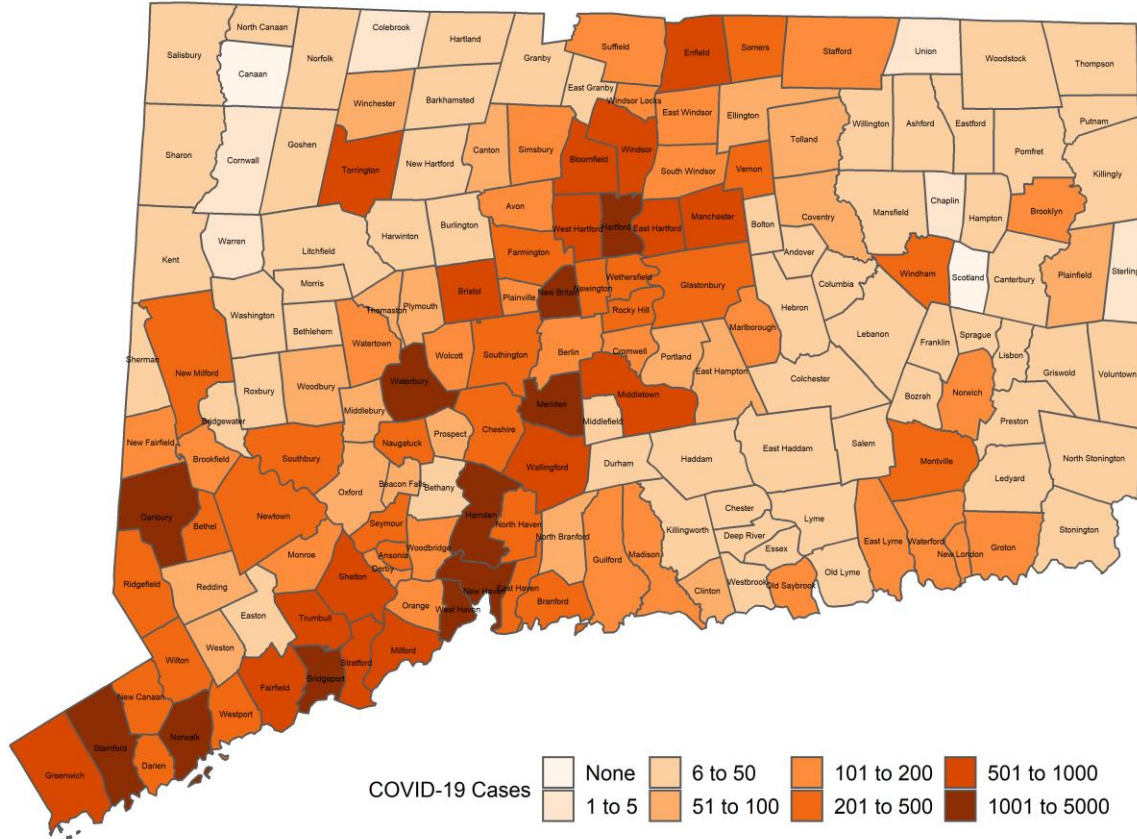 North Canaan
Colebrook
Hartland
Salisbury
Canaan
Norfolk
Granby
Suffield
Enfield
Somers
Stafford
Union
Woodstock
Thompson
East Granby
Windsor Locks
Winchester
Barkhamsted
East Windsor
Ellington
Willington
Ashford
Eastford
Putnam
Sharon
Cornwall
Goshen
Torrington
New Hartford
Canton
Simsbury
Bloomfield
Windsor
South Windsor
Vernon
Tolland
Pomfret
Killingly
Avon
West Hartford
Hartford
East Hartford
Manchester
Bolton
Coventry
Mansfield
Chaplin
Hampton
Brooklyn
Kent
Warren
Litchfield
Harwinton
Burlington
Farmington
Andover
Columbia
Windham
Scotland
Canterbury
Plainfield
Sterling
Morris
Thomaston
Plymouth
Bristol
Plainville
New Britain
Newington
Wethersfield
Glastonbury
Hebron
Lebanon
Sherman
New Milford
Washington
Bethlehem
Watertown
Wolcott
Southington
Berlin
Rocky Hill
Cromwell
Marlborough
Portland
East Hampton
Colchester
Franklin
Sprague
Lisbon
Griswold
Voluntown
Roxbury
Woodbury
Waterbury
Meriden
Middletown
Middlefield
Bozrah
Norwich
Preston
Bridgewater
Middlebury
Naugatuck
Prospect
Cheshire
Wallingford
Durham
Haddam
East Haddam
Salem
Montville
Ledyard
North Stonington
New Fairfield
Brookfield
Southbury
Oxford
Beacon Falls
Bethany
Danbury
Bethel
Newtown
Seymour
Ansonia
Derby
Woodbridge
Hamden
North Haven
North Branford
Guilford
Madison
Killingworth
Chester
Deep River
Essex
Lyme
East Lyme
Waterford
New London
Groton
Stonington
Ridgefield
Redding
Monroe
Shelton
Orange
West Haven
New Haven
East Haven
Branford
Clinton
Westbrook
Old Saybrook
Old Lyme
Easton
Trumbull
Stratford
Milford
Wilton
Weston
Fairfield
Bridgeport
New Canaan
Westport
Greenwich
Stamford
Darien
Norwalk
COVID-19 Cases
None
6 to 50
101 to 200
501 to 1000
1 to 5
51 to 100
201 to 500
1001 to 5000